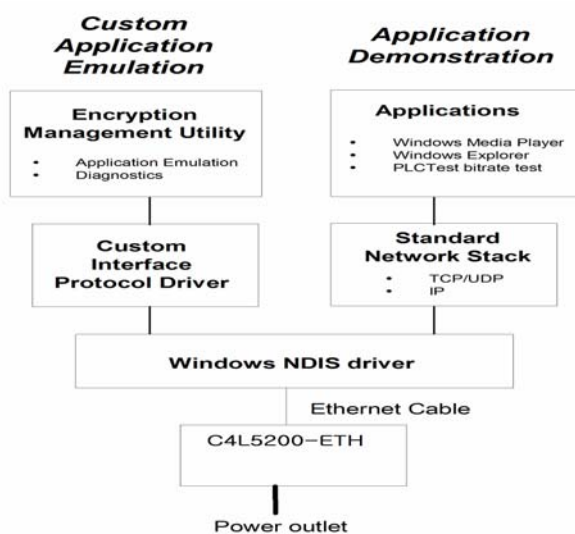 Custom
Application
Emulation
Application
Demonstration
Encryption
Management Utility
• Application Emulation
• Diagnostics
Applications
• Windows Media Player
• Windows Explorer
• PLCTest bitrate test
Custom
Interface
Protocol Driver
Standard
Network Stack
• TCP/UDP
• IP
Windows NDIS driver
Ethernet Cable
C4L5200-ETH
Power outlet